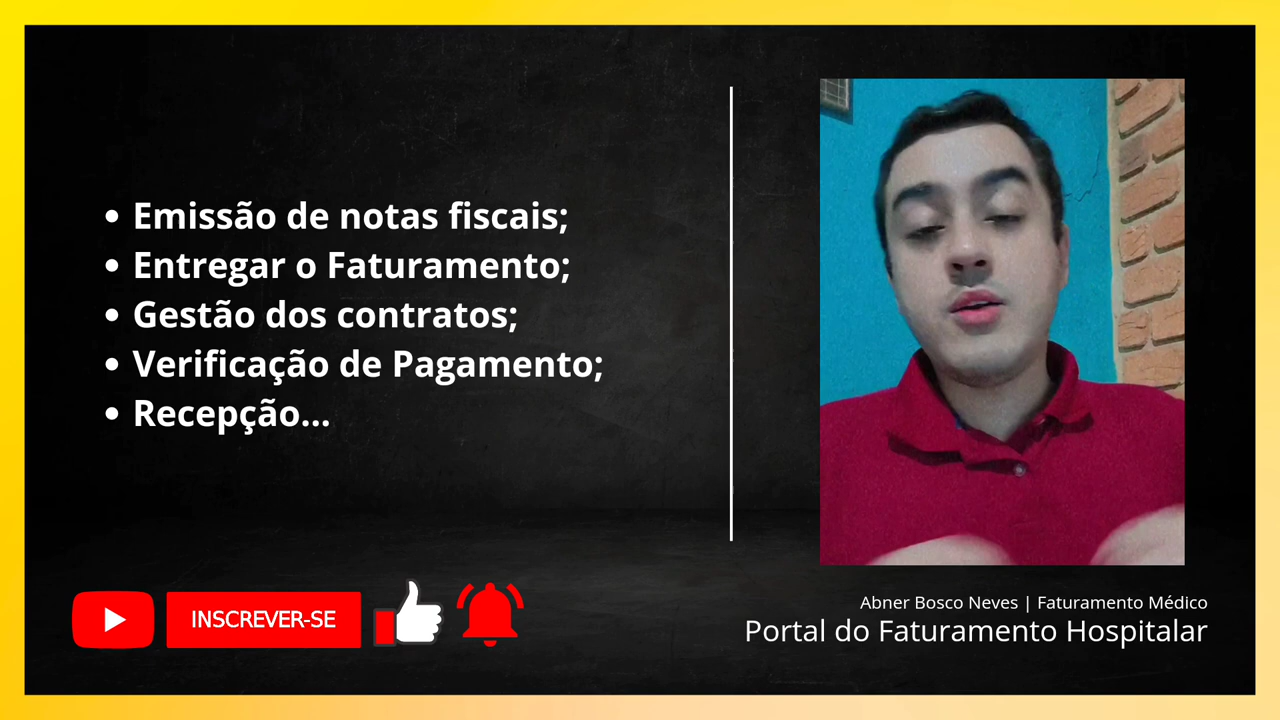 • Emissão de notas fiscais;
• Entregar o Faturamento;
• Gestão dos contratos;
• Verificação de Pagamento;
• Recepção...
INSCREVER-SE
Abner Bosco Neves | Faturamento Médico
Portal do Faturamento Hospitalar